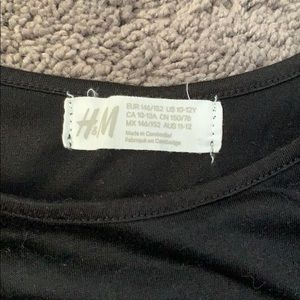 H&M
EUR 146/152 US 10-12Y
CA 10-12A CN 150/76
MX 146/152 AUS 11-12
Made in Cambodia/
Fabriqué en Cambodge